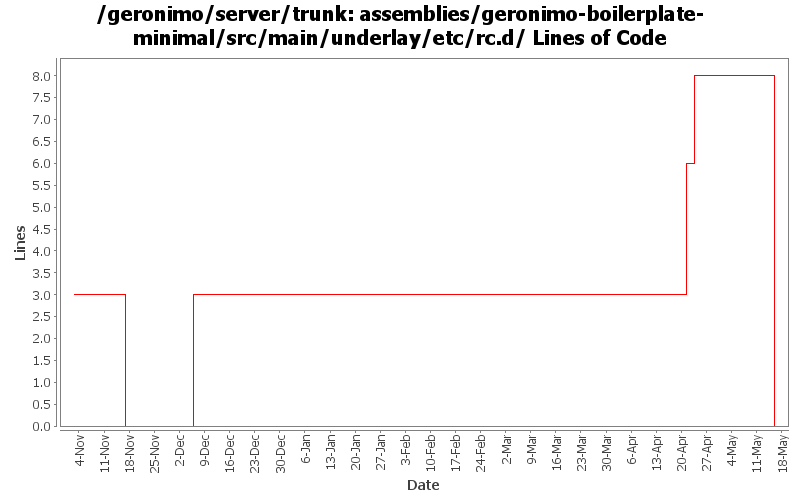 /geronimo/server/trunk: assemblies/geronimo-boilerplate-
minimal/src/main/underlay/etc/rc.d/ Lines of Code
8.0
7.5
7.0
6.5
6.0
5.5
5.0
4.5
4.0
3.5
3.0
2.5
2.0
1.5
1.0
0.5
0.0
Lines
4-Nov
11-Nov
18-Nov
25-Nov
2-Dec
9-Dec
16-Dec
23-Dec
30-Dec
6-Jan
13-Jan
20-Jan
27-Jan
3-Feb
10-Feb
17-Feb
24-Feb
2-Mar
9-Mar
16-Mar
23-Mar
30-Mar
6-Apr
13-Apr
20-Apr
27-Apr
4-May
11-May
18-May
Date